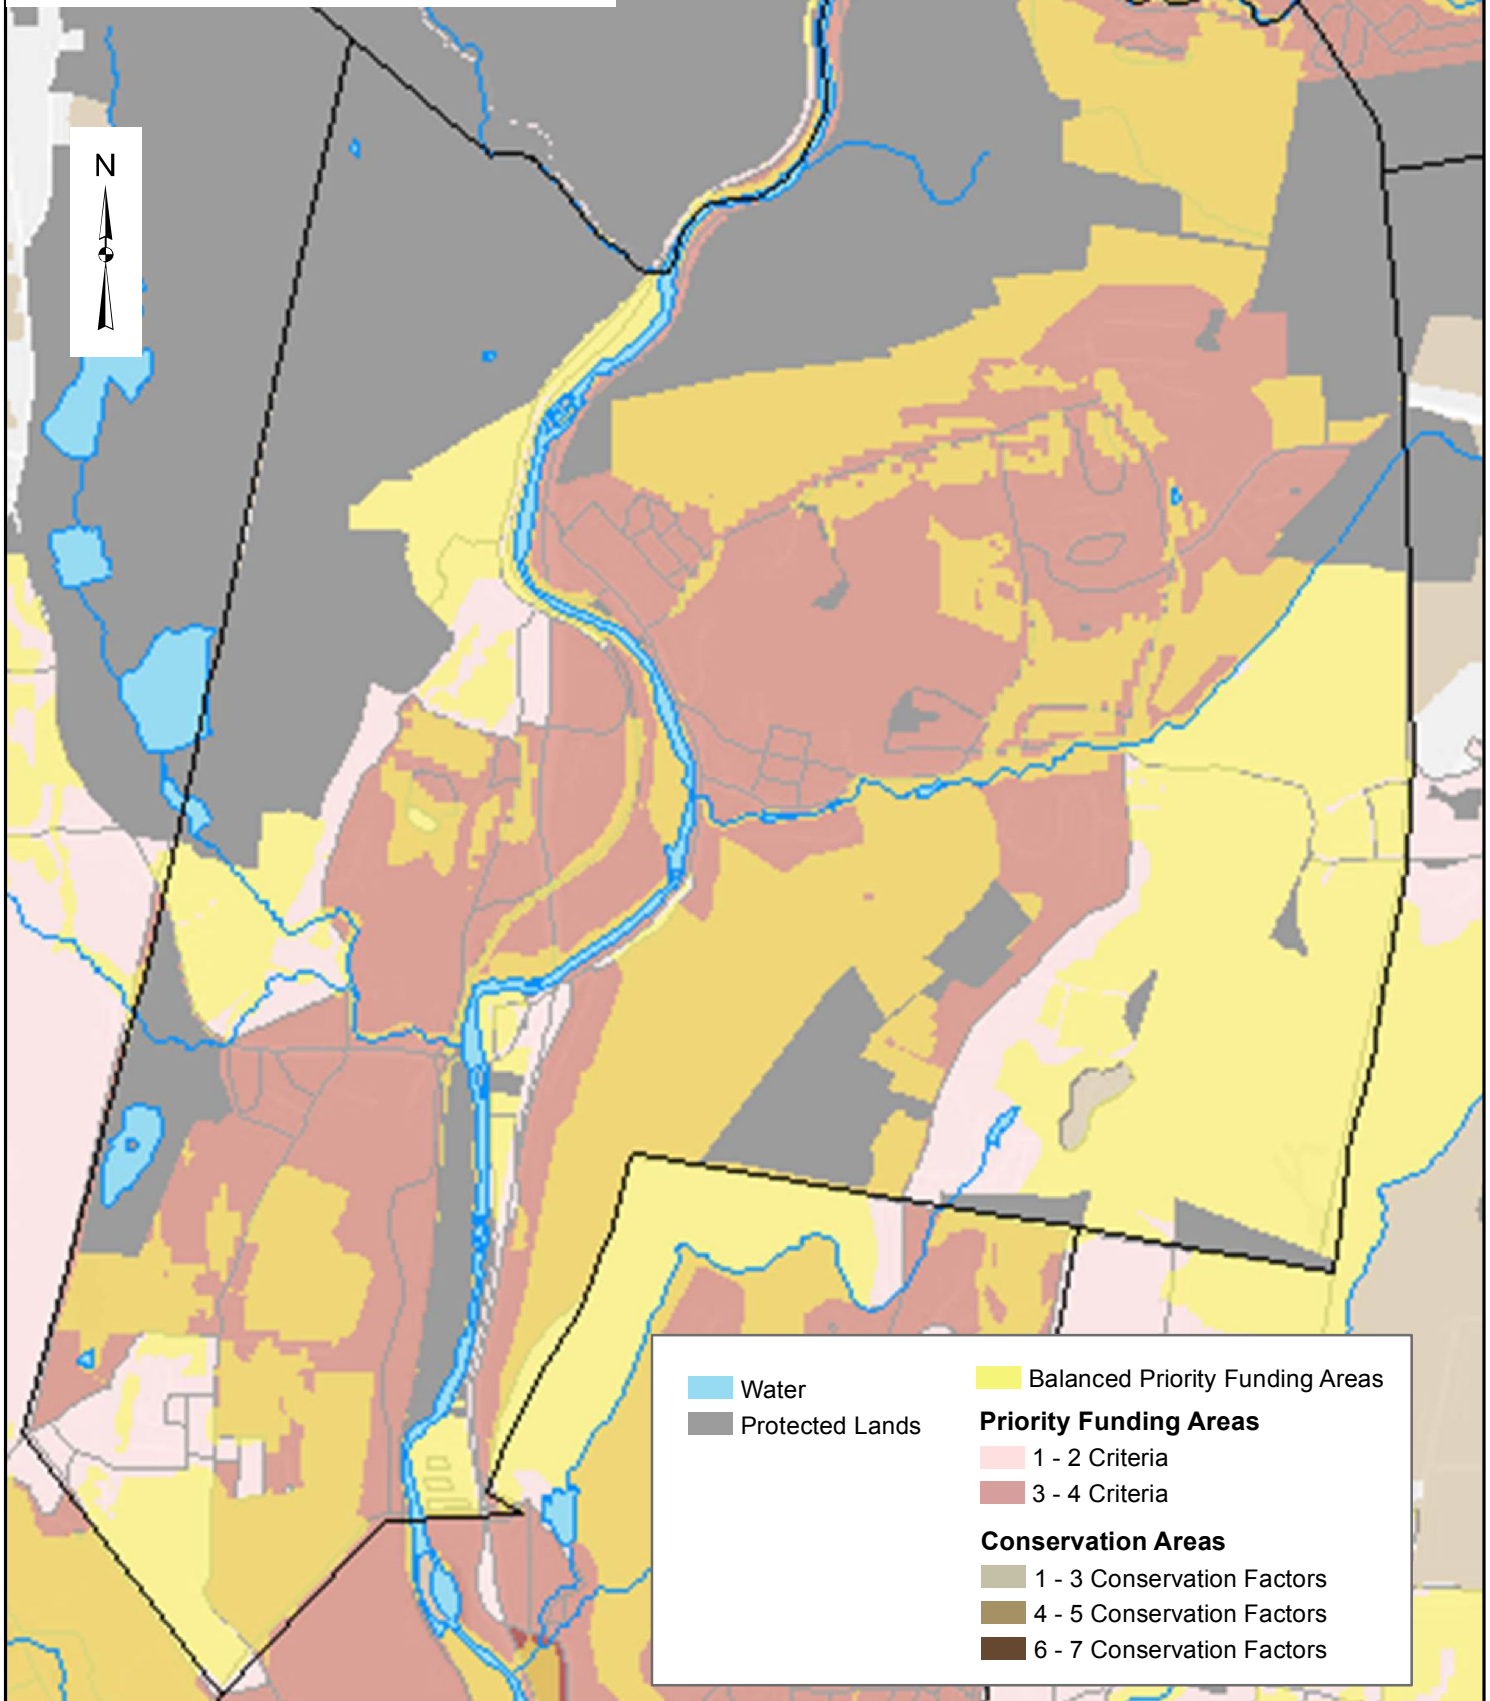 N
Water
Protected Lands
Balanced Priority Funding Areas
Priority Funding Areas
1 - 2 Criteria
3 - 4 Criteria
Conservation Areas
1 - 3 Conservation Factors
4 - 5 Conservation Factors
6 - 7 Conservation Factors